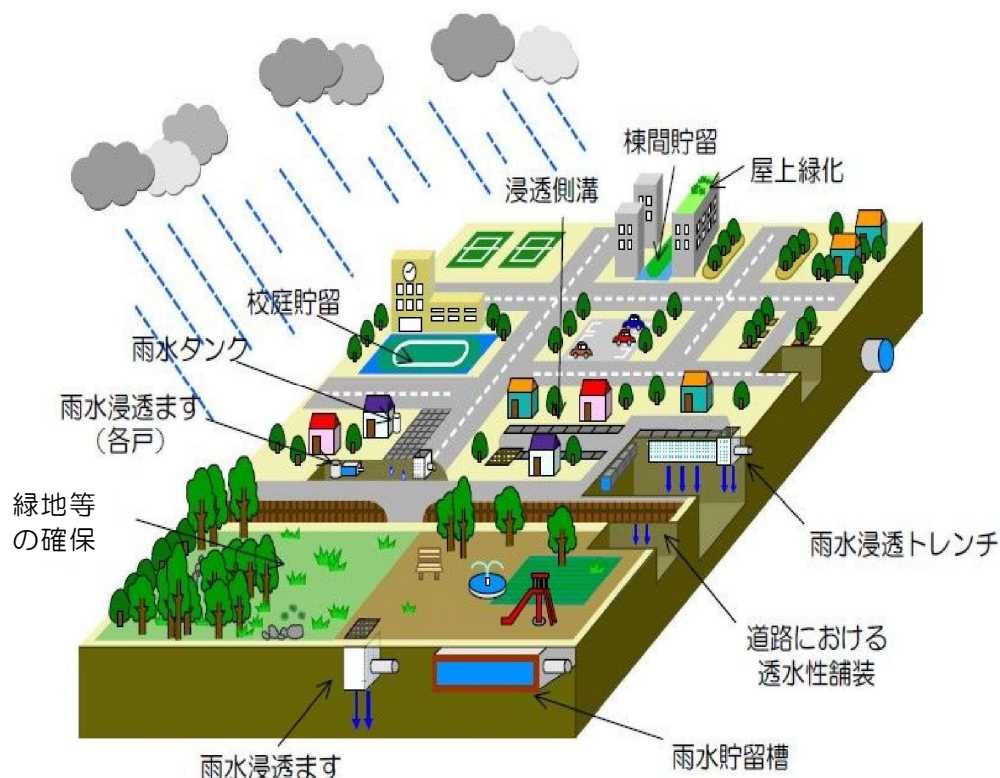 棟間貯留
屋上緑化
浸透側溝
校庭貯留
雨水タンク
雨水浸透ます
（各戸）
緑地等
の確保
雨水浸透トレンチ
道路における
透水性舗装
雨水貯留槽
雨水浸透ます